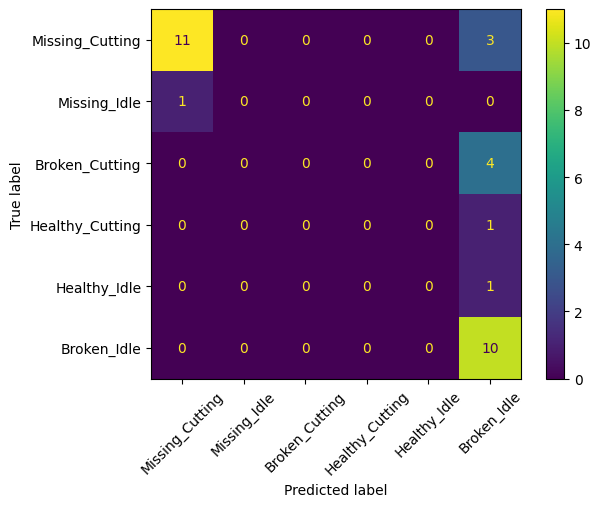 Missing_Cutting 11 0 0 0 0 3
Missing_Idle 1 0 0 0 0 0
Broken_Cutting 0 0 0 0 0 4
Healthy_Cutting 0 0 0 0 0 1
Healthy_Idle 0 0 0 0 0 1
Broken_Idle 0 0 0 0 0 10
True label
Missing_Cutting Missing_Idle Broken_Cutting Healthy_Cutting Healthy_Idle Broken_Idle
Predicted label
10
8
6
4
2
0